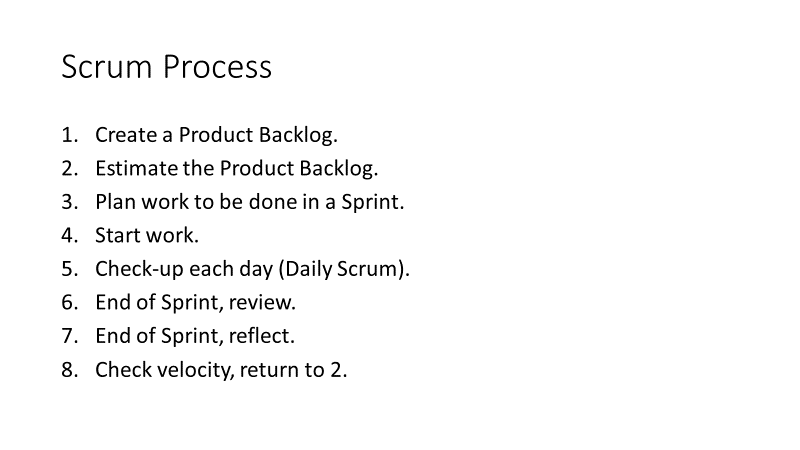 Scrum Process
1. Create a Product Backlog.
2. Estimate the Product Backlog.
3. Plan work to be done in a Sprint.
4. Start work.
5. Check-up each day (Daily Scrum).
6. End of Sprint, review.
7. End of Sprint, reflect.
8. Check velocity, return to 2.